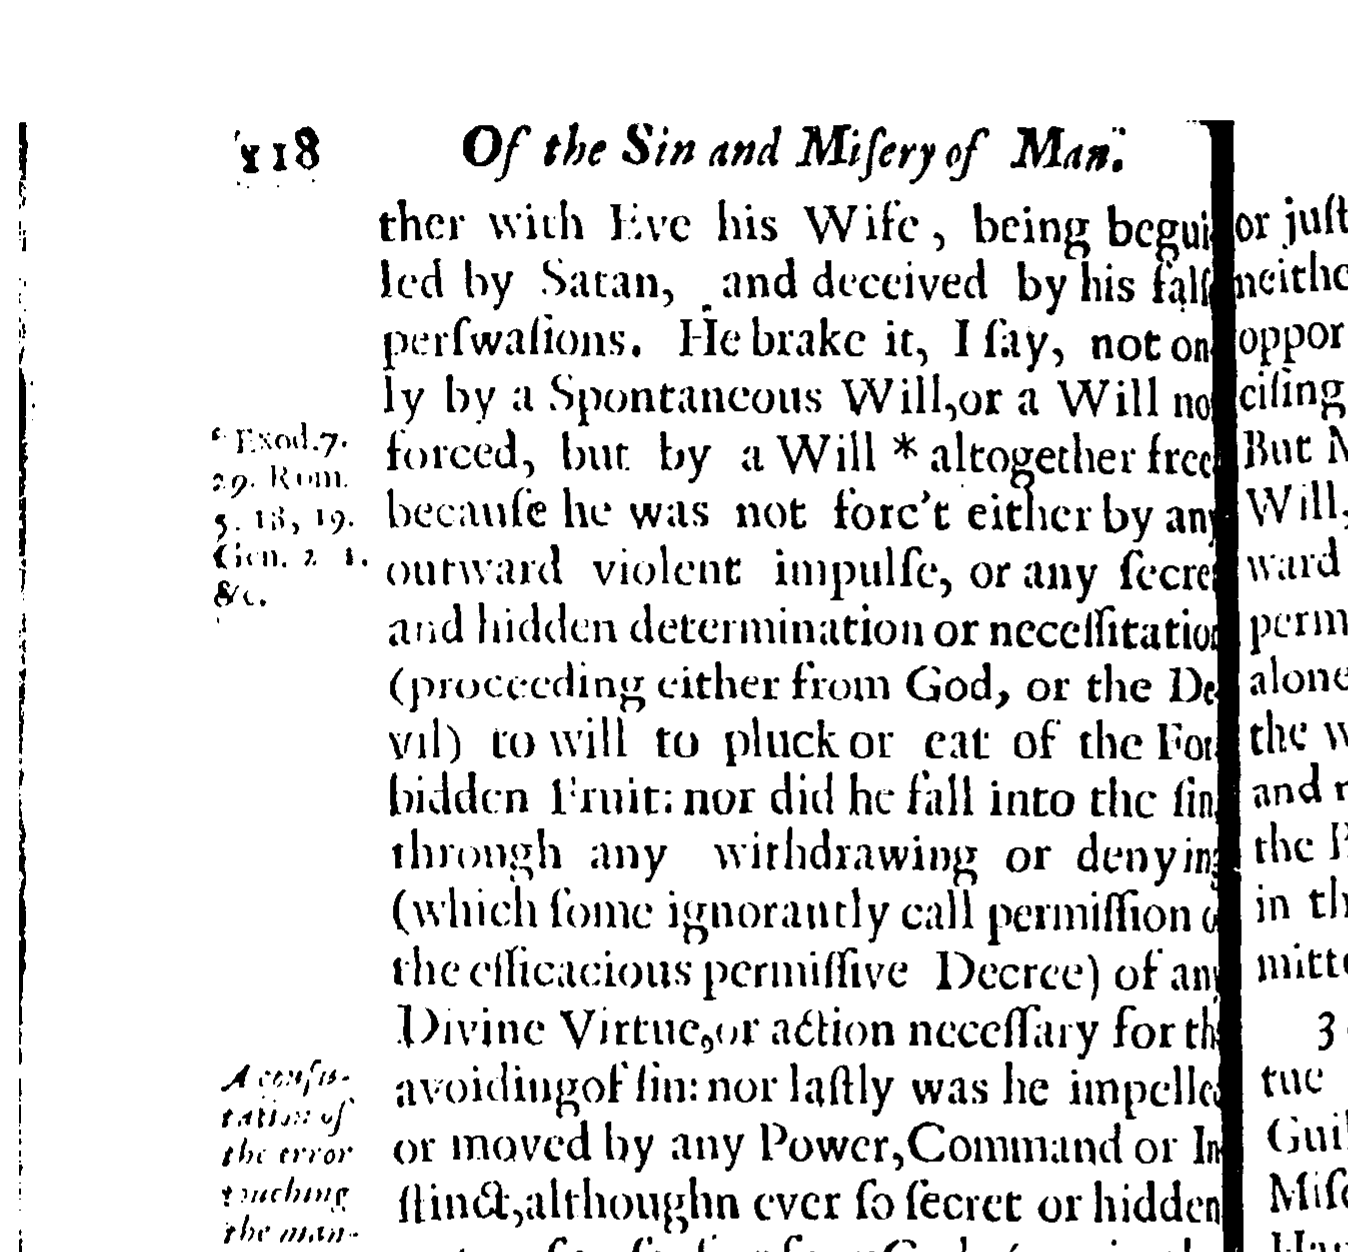 118 Of the Sin and Miſery of Man.
ther with Eve his Wife, being begui
led by Satan, and deceived by his falſ
perſwaſions. He brake it, I ſay, not on
ly by a Spontaneous Will, or a Will no
forced, but by a Will * altogether free
becauſe he was not forc't either by any
outward violent impulſe, or any ſecre
and hidden determination or neceſſitation
(proceeding either from God, or the De
vil) to will to pluck or eat of the For
bidden Fruit: nor did he fall into the ſin,
through any withdrawing or denying
(which ſome ignorantly call permiſſion o
the efficacious permiſſive Decree) of any
Divine Virtue, or action neceſſary for th
avoiding of ſin: nor laſtly was he impelle
or moved by any Power, Command or In
ſtinct, althoughn ever ſo ſecret or hidden
* Exod. 7.
29. Rom.
5. 18, 19.
Gen. 2 1.
&c.
A confu-
tation of
the error
touching
the man-
or juſt
neithe
oppor
ciſing
But M
Will,
ward
perm
alone
the w
and
the
in th
mitte
3
tue
Guil
Miſe